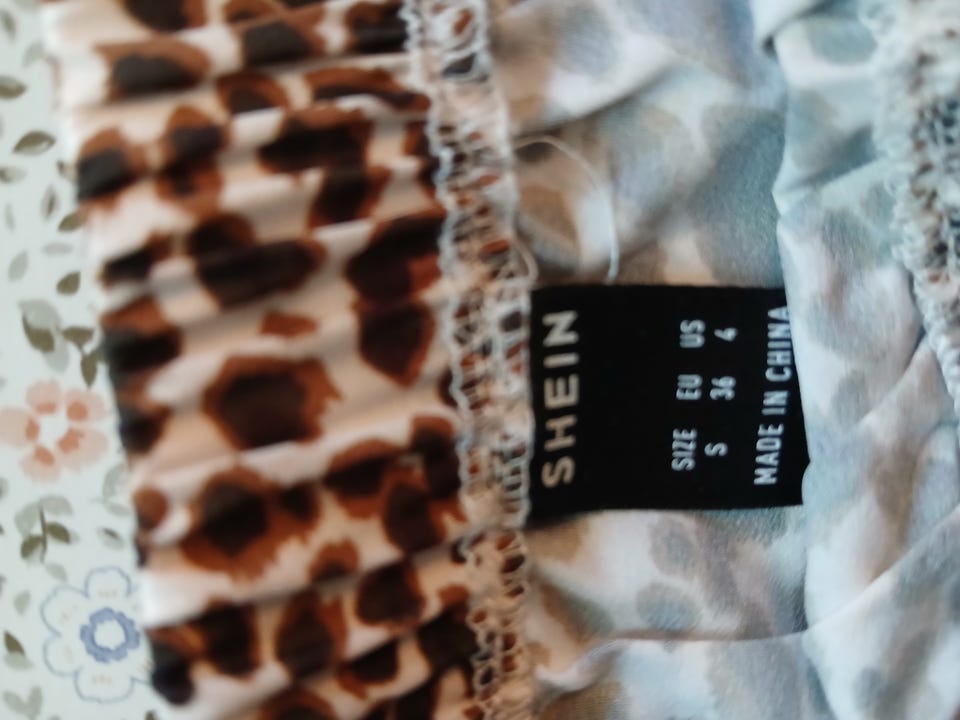 SHEIN
SIZE EU US
S 36 4
MADE IN CHINA